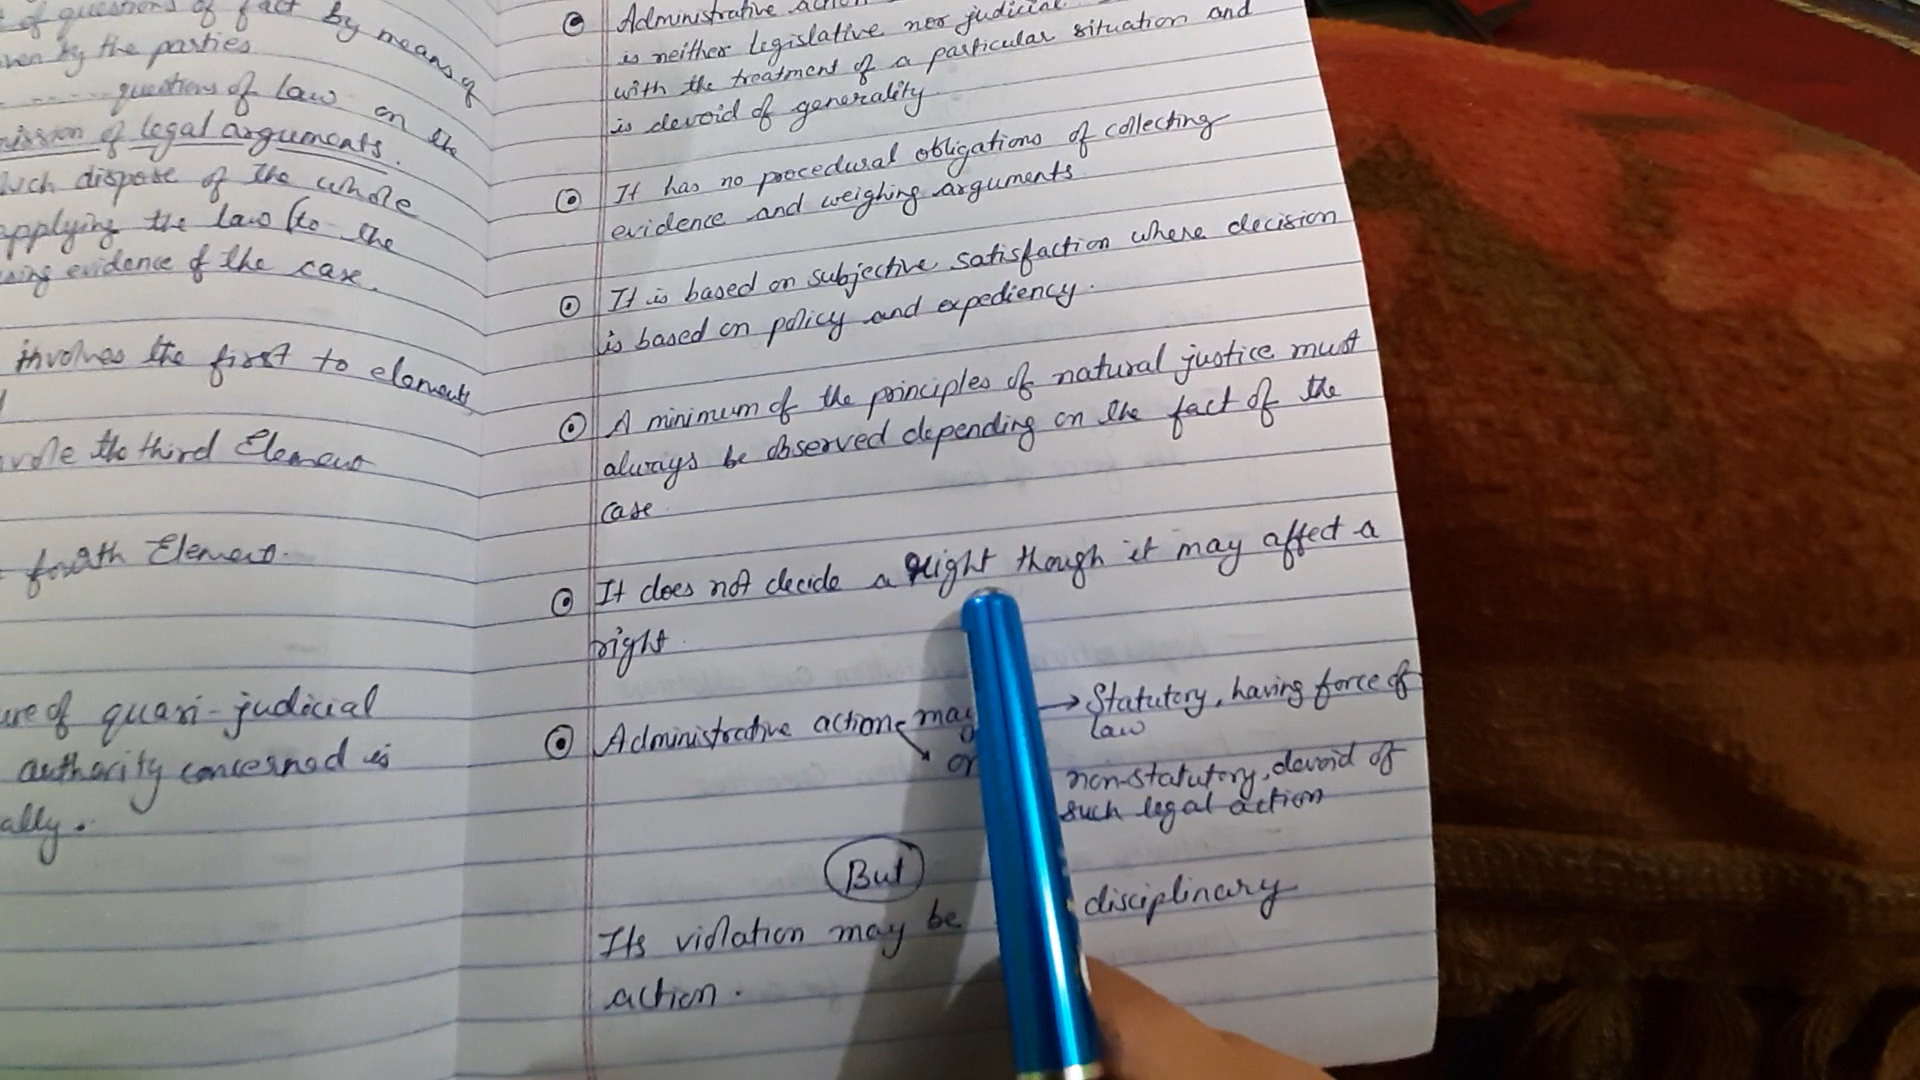 of questions of fact by means of
by the parties
questions of law on the
of legal arguments.
dispose of the whole
applying the law to the
evidence of the case.
involves the first to elements
the third Element
fourth Element.
of quasi-judicial
authority concerned is
Administrative action
is neither legislative nor judicial
with the treatment of a particular situation and
is devoid of generality
It has no procedural obligations of collecting
evidence and weighing arguments
It is based on subjective satisfaction where decision
is based on policy and expediency.
A minimum of the principles of natural justice must
always be observed depending on the fact of the
case.
It does not decide a right though it may affect a
right.
Administrative actions may → Statutory, having force of
law
or non-statutory, devoid of
such legal action
But
Its violation may be disciplinary
action.